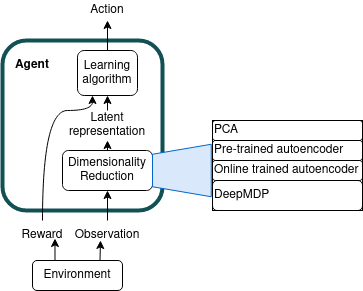 Action
Agent
Learning
algorithm
Latent
representation
Dimensionality
Reduction
PCA
Pre-trained autoencoder
Online trained autoencoder
DeepMDP
Reward
Observation
Environment